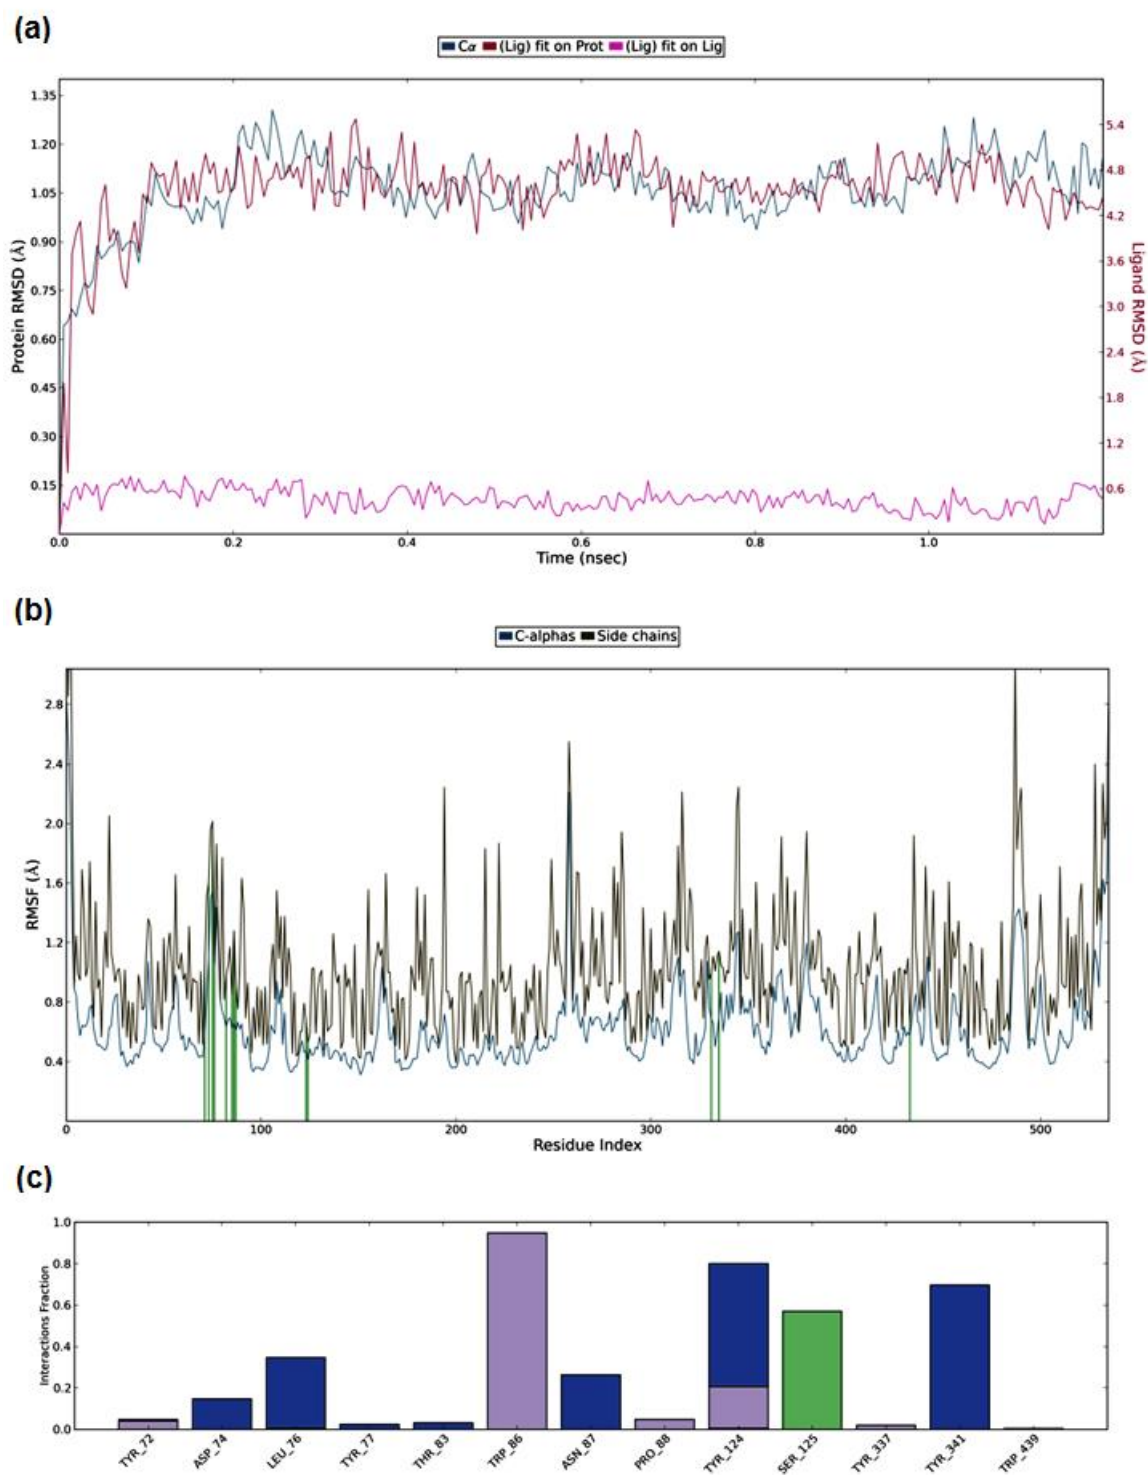 (a)
Cα (Lig) fit on Prot (Lig) fit on Lig
1.35
1.20
1.05
0.90
0.75
0.60
0.45
0.30
0.15
Protein RMSD (Å)
5.4
4.8
4.2
3.6
3.0
2.4
1.8
1.2
0.6
Ligand RMSD (Å)
0.0 0.2 0.4 0.6 0.8 1.0
Time (nsec)
(b)
C-alphas Side chains
2.8
2.4
2.0
1.6
1.2
0.8
0.4
RMSF (Å)
0 100 200 300 400 500
Residue Index
(c)
1.0
0.8
0.6
0.4
0.2
0.0
Interactions Fraction
TYR_72 ASP_74 LEU_76 TYR_77 THR_83 TRP_86 ASN_87 PRO_88 TYR_124 SER_125 TYR_337 TYR_341 TRP_439